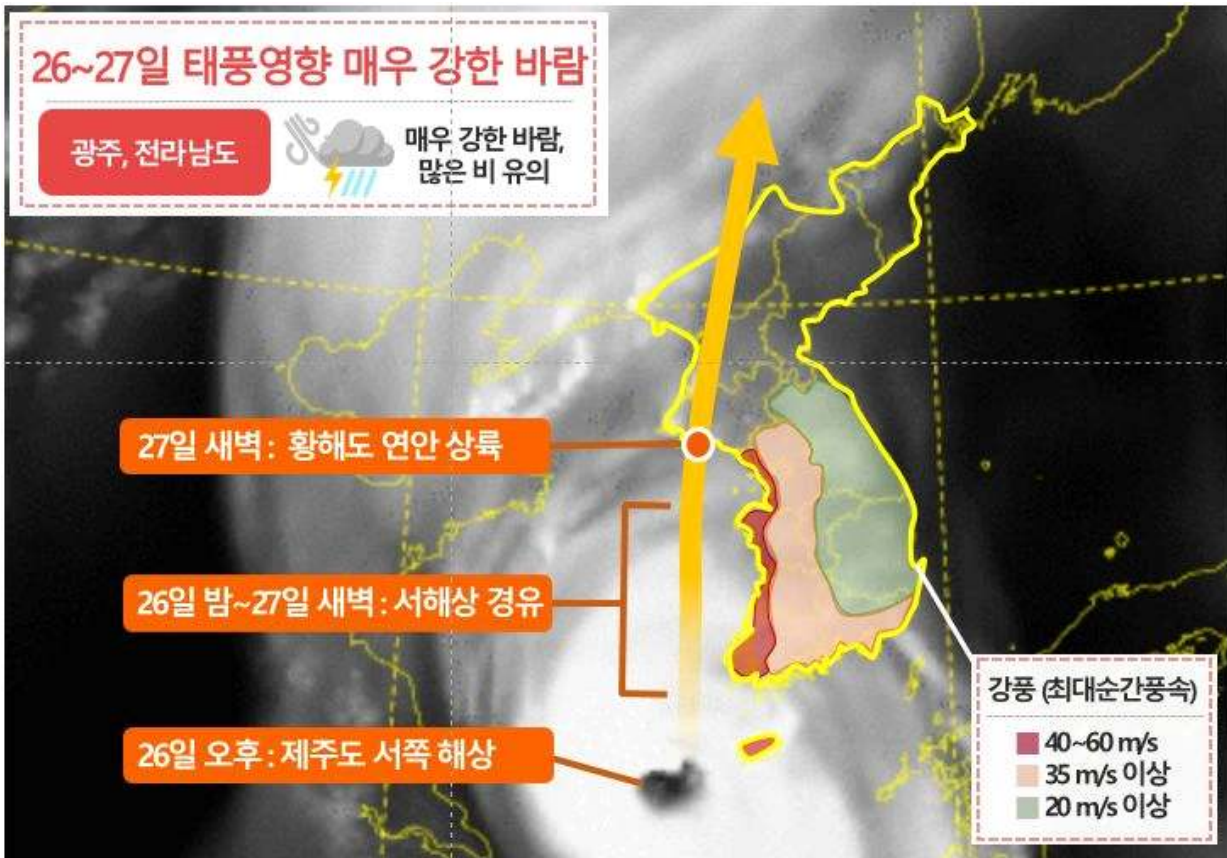 26~27일 태풍영향 매우 강한 바람
광주, 전라남도
매우 강한 바람,
많은 비 유의
27일 새벽 : 황해도 연안 상륙
26일 밤~27일 새벽 : 서해상 경유
26일 오후 : 제주도 서쪽 해상
강풍 (최대순간풍속)
40~60 m/s
35 m/s 이상
20 m/s 이상